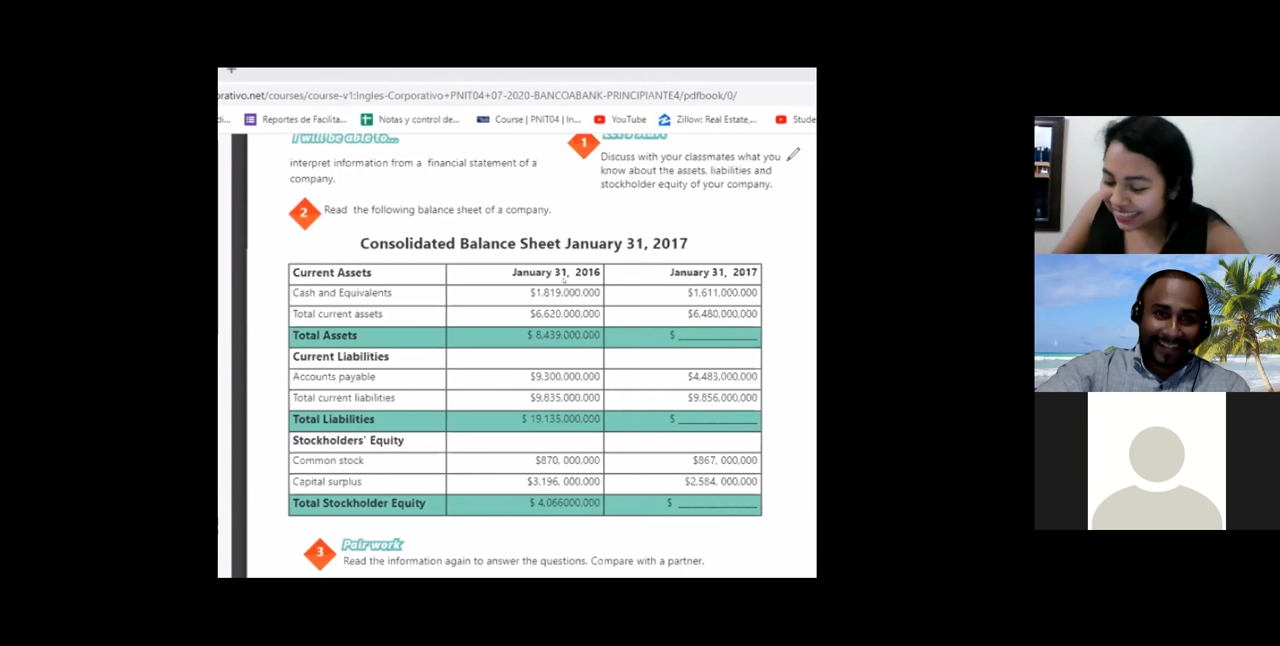 rativo.net/courses/course-v1:Ingles-Corporativo+PNIT04+07-2020-BANCOABANK-PRINCIPIANTE4/pdfbook/0/
di... Reportes de Facilita... Notas y control de... Course | PNIT04 | In... YouTube Zillow: Real Estate,... Stude
I will be able to...
interpret information from a financial statement of a
company.
1
Discuss with your classmates what you
know about the assets, liabilities and
stockholder equity of your company.
2 Read the following balance sheet of a company.
Consolidated Balance Sheet January 31, 2017
Current Assets January 31, 2016 January 31, 2017
Cash and Equivalents $1,819.000.000 $1,611,000,000
Total current assets $6,620,000,000 $6,480,000,000
Total Assets $ 8,439.000.000 $ ____________
Current Liabilities
Accounts payable $9,300,000,000 $4,483,000,000
Total current liabilities $9,835,000,000 $9,856,000,000
Total Liabilities $ 19,135,000,000 $ ____________
Stockholders' Equity
Common stock $870, 000,000 $867, 000,000
Capital surplus $3.196. 000,000 $2.584, 000,000
Total Stockholder Equity $ 4,066000,000 $ ____________
3 Pair work
Read the information again to answer the questions. Compare with a partner.